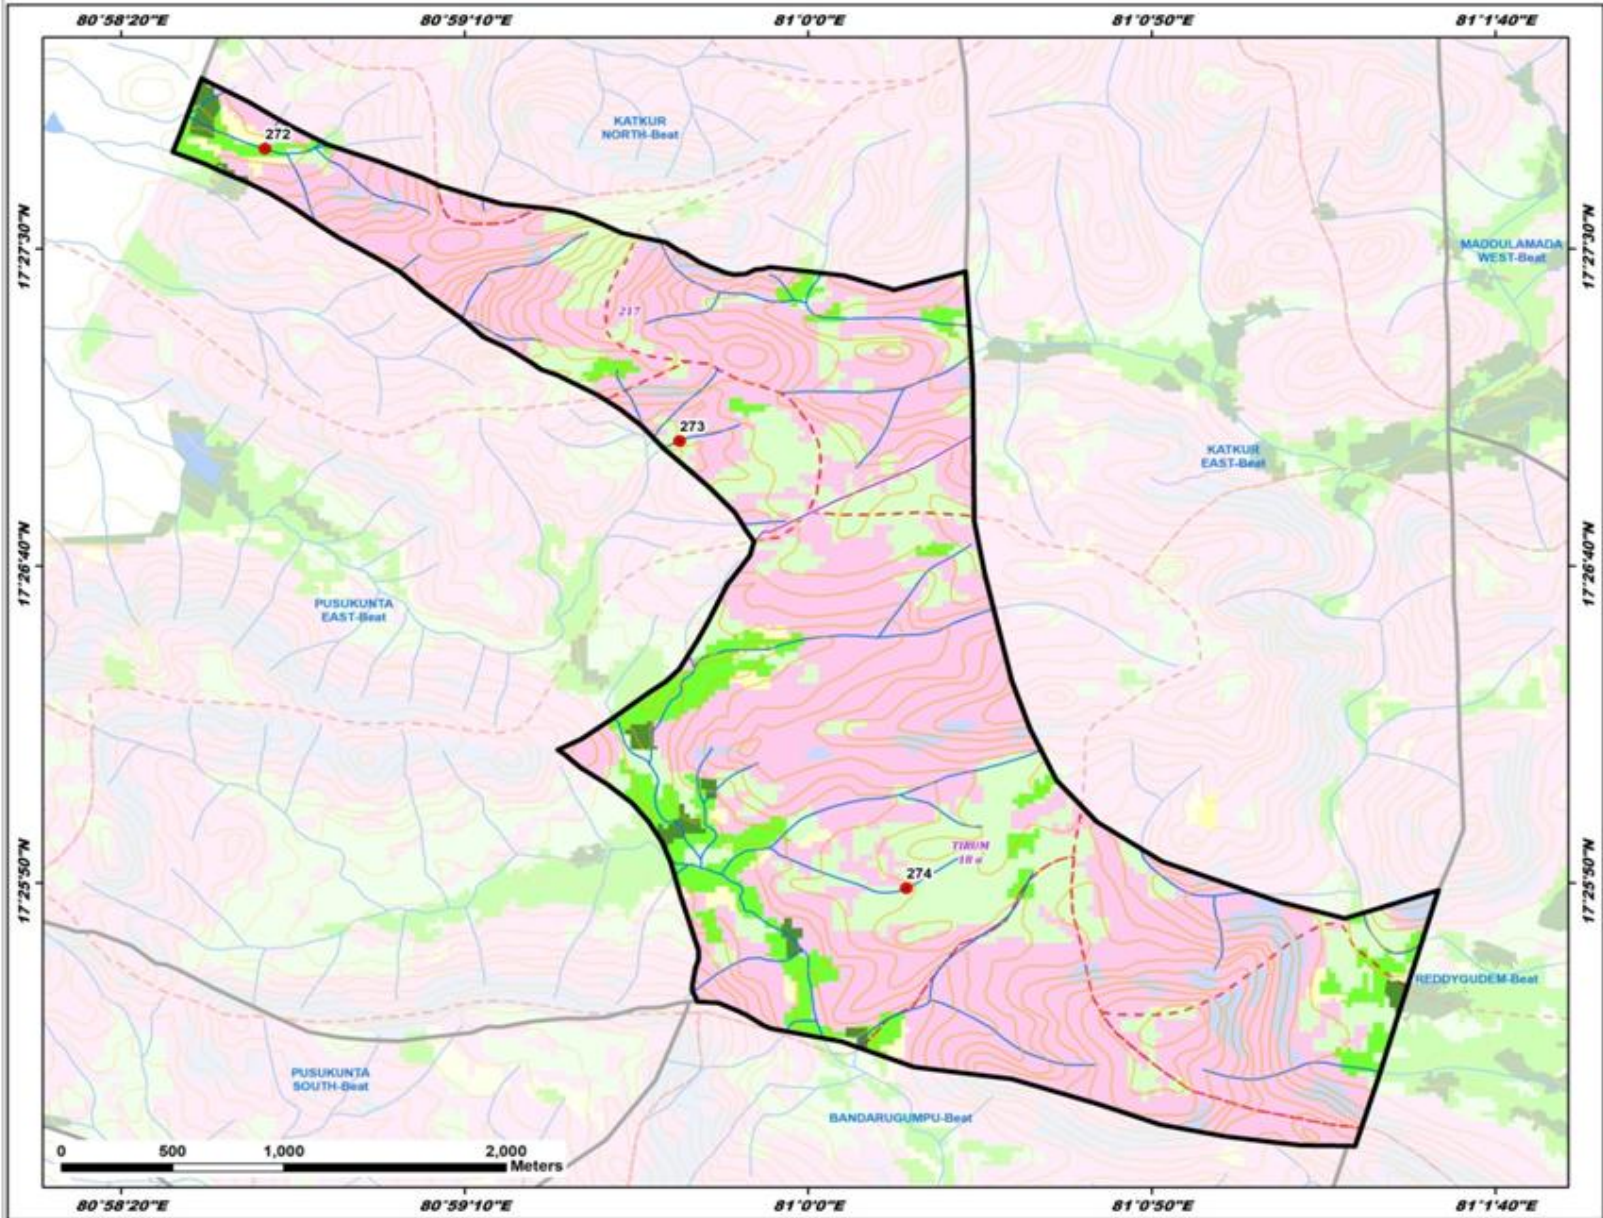 80°58'20"E 80°59'10"E 81°0'0"E 81°0'50"E 81°1'40"E
272
KATKUR
NORTH-Beat
17°27'30"N
MADDULAMADA
WEST-Beat
17°27'30"N
217
273
KATKUR
EAST-Beat
17°26'40"N
17°26'40"N
PUSUKUNTA
EAST-Beat
TIRUM
18 a
274
17°25'50"N
17°25'50"N
REDDYGUDEM-Beat
PUSUKUNTA
SOUTH-Beat
BANDARUGUMPU-Beat
0 500 1,000 2,000
Meters
80°58'20"E 80°59'10"E 81°0'0"E 81°0'50"E 81°1'40"E